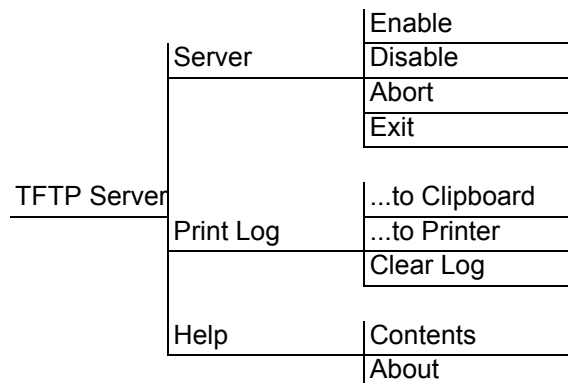 Enable
Server
Disable
Abort
Exit
TFTP Server
...to Clipboard
Print Log
...to Printer
Clear Log
Help
Contents
About